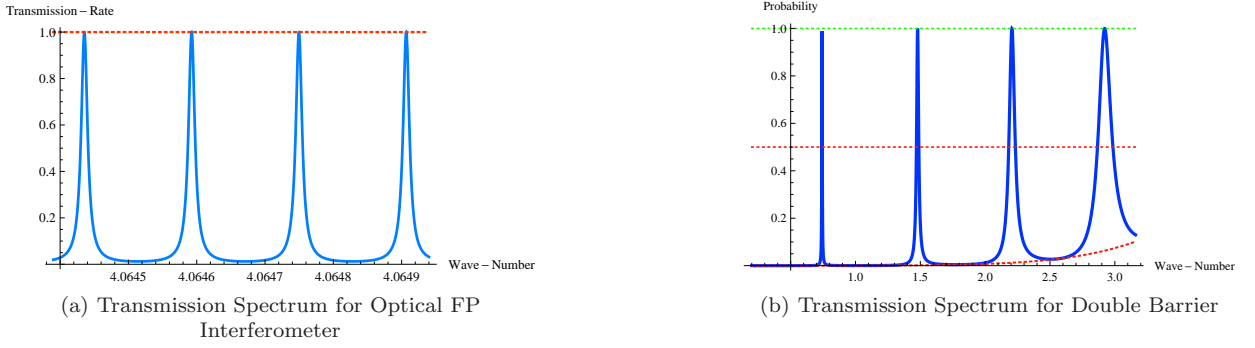 Transmission – Rate
1.0
0.8
0.6
0.4
0.2
4.0645 4.0646 4.0647 4.0648 4.0649
Wave – Number
(a) Transmission Spectrum for Optical FP
Interferometer
Probability
1.0
0.8
0.6
0.4
0.2
1.0 1.5 2.0 2.5 3.0
Wave – Number
(b) Transmission Spectrum for Double Barrier